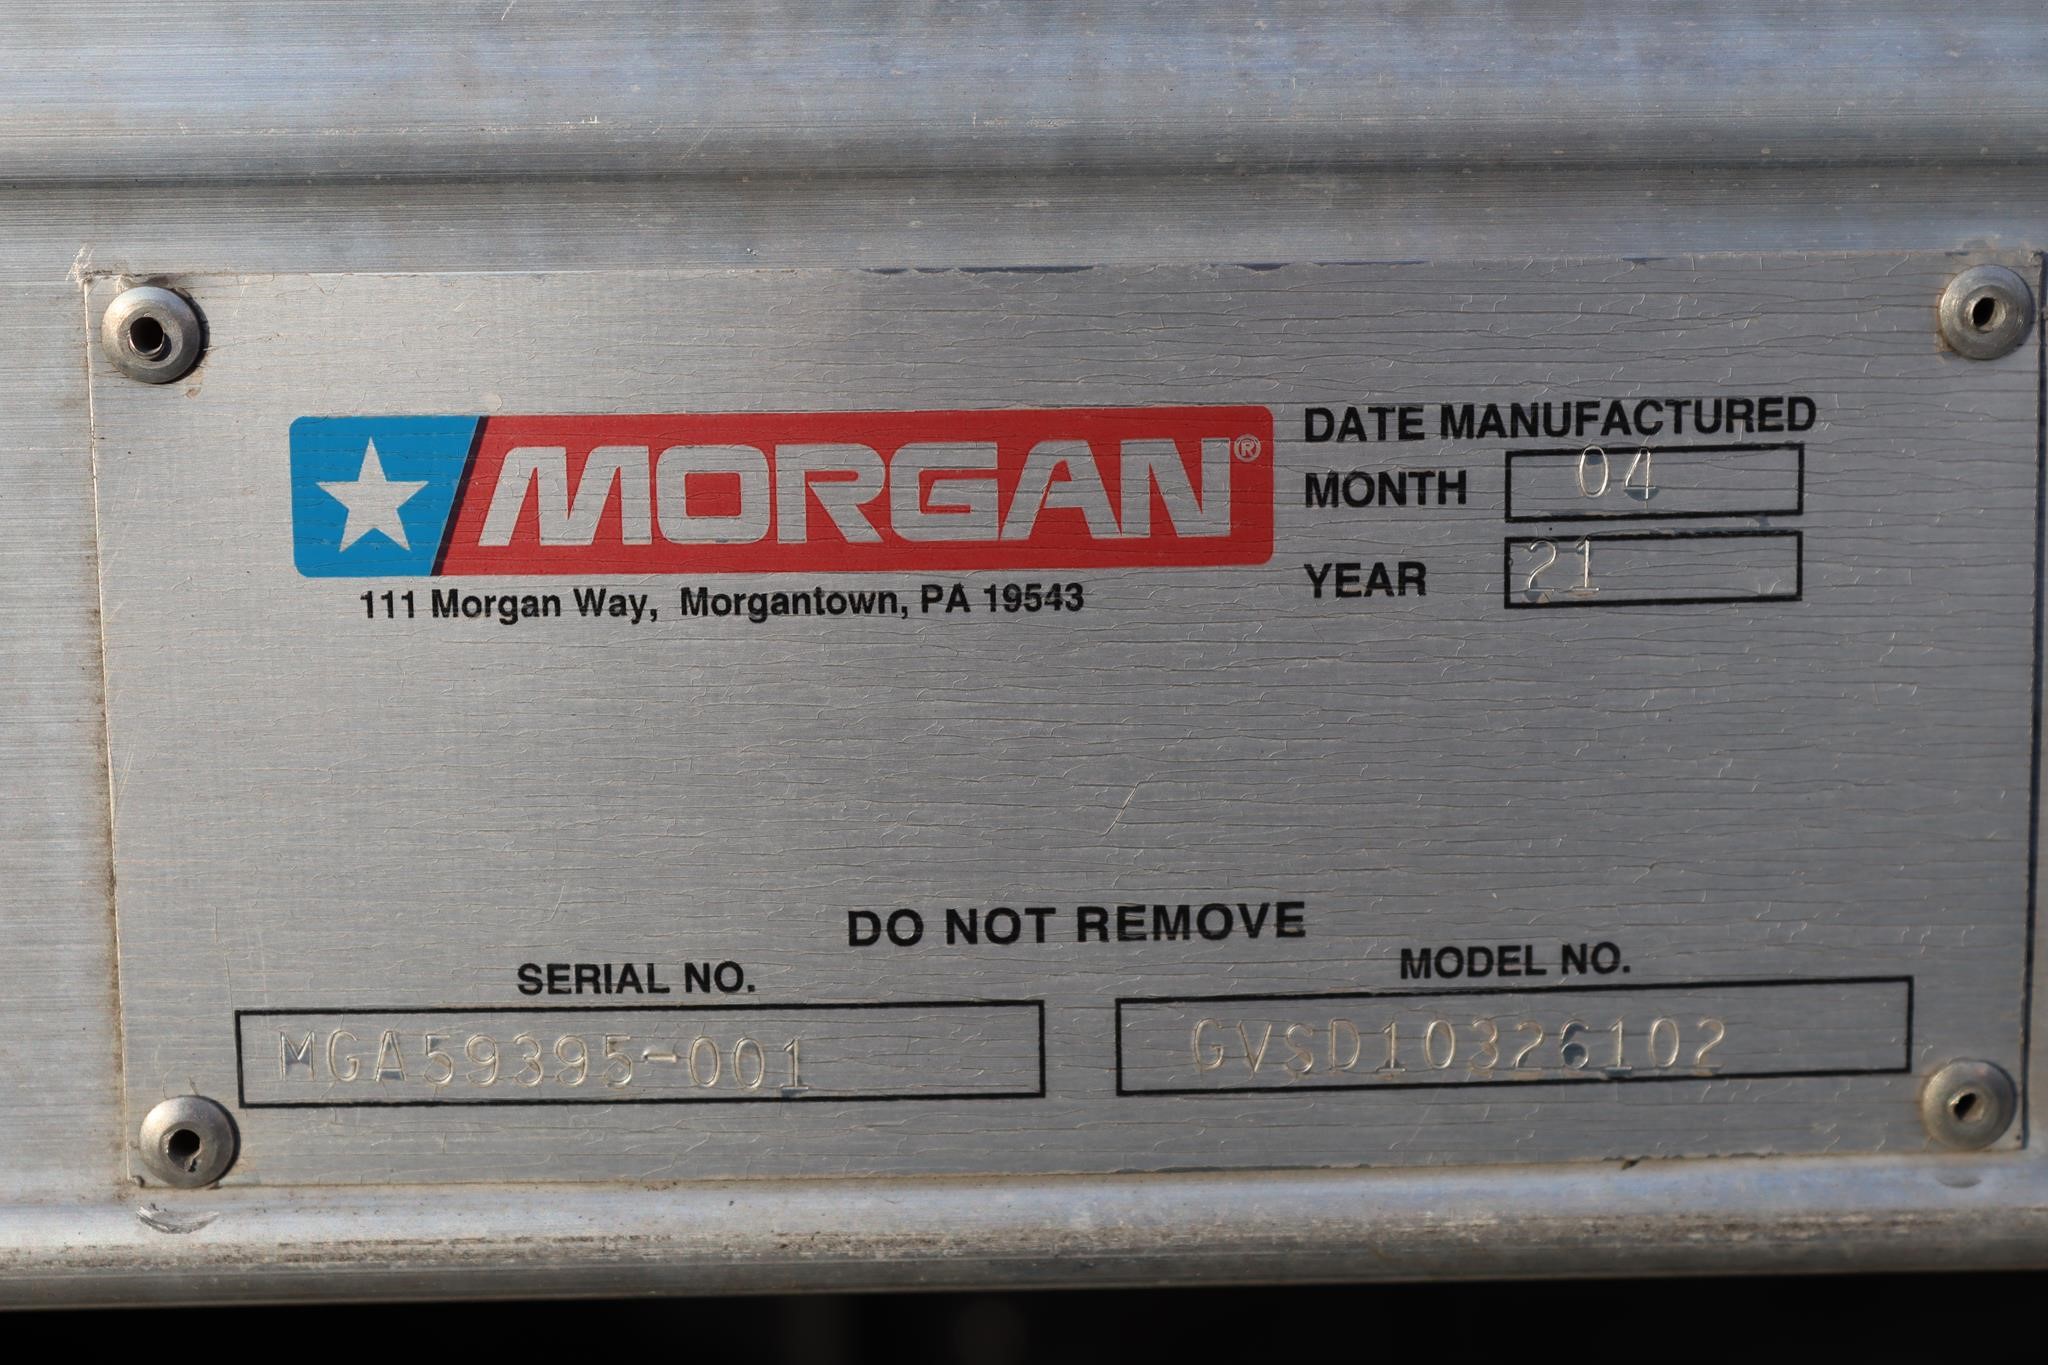 MORGAN®
111 Morgan Way, Morgantown, PA 19543
DATE MANUFACTURED
MONTH 04
YEAR 21
DO NOT REMOVE
SERIAL NO.
MGA59395-001
MODEL NO.
GVSD10326102